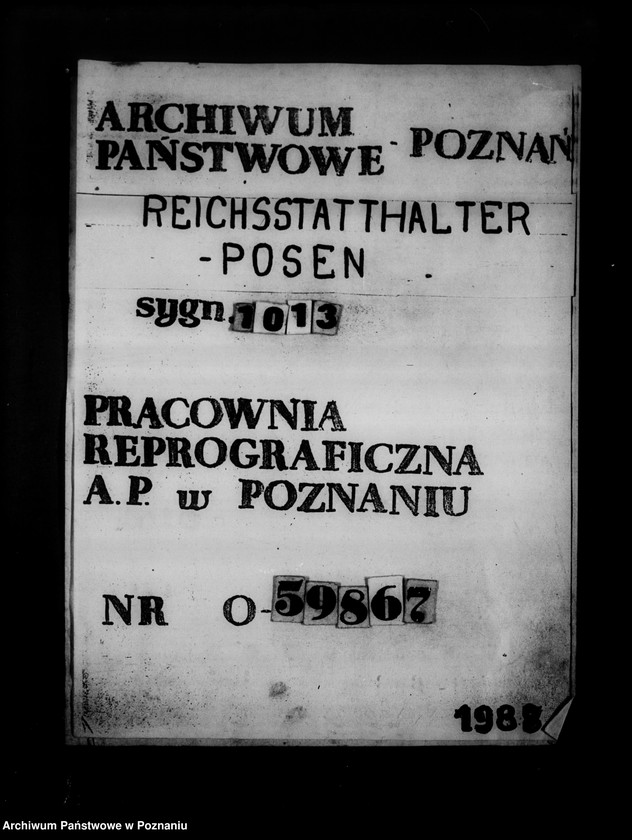 ARCHIWUM
PAŃSTWOWE - POZNAŃ
REICHSSTATTHALTER
-POSEN.
sygn. 1013
PRACOWNIA
REPROGRAFICZNA
A.P. w POZNANIU
NR O-59867
Archiwum Państwowe w Poznaniu